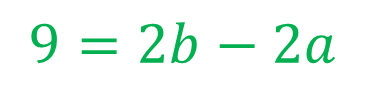 9 = 2b − 2a